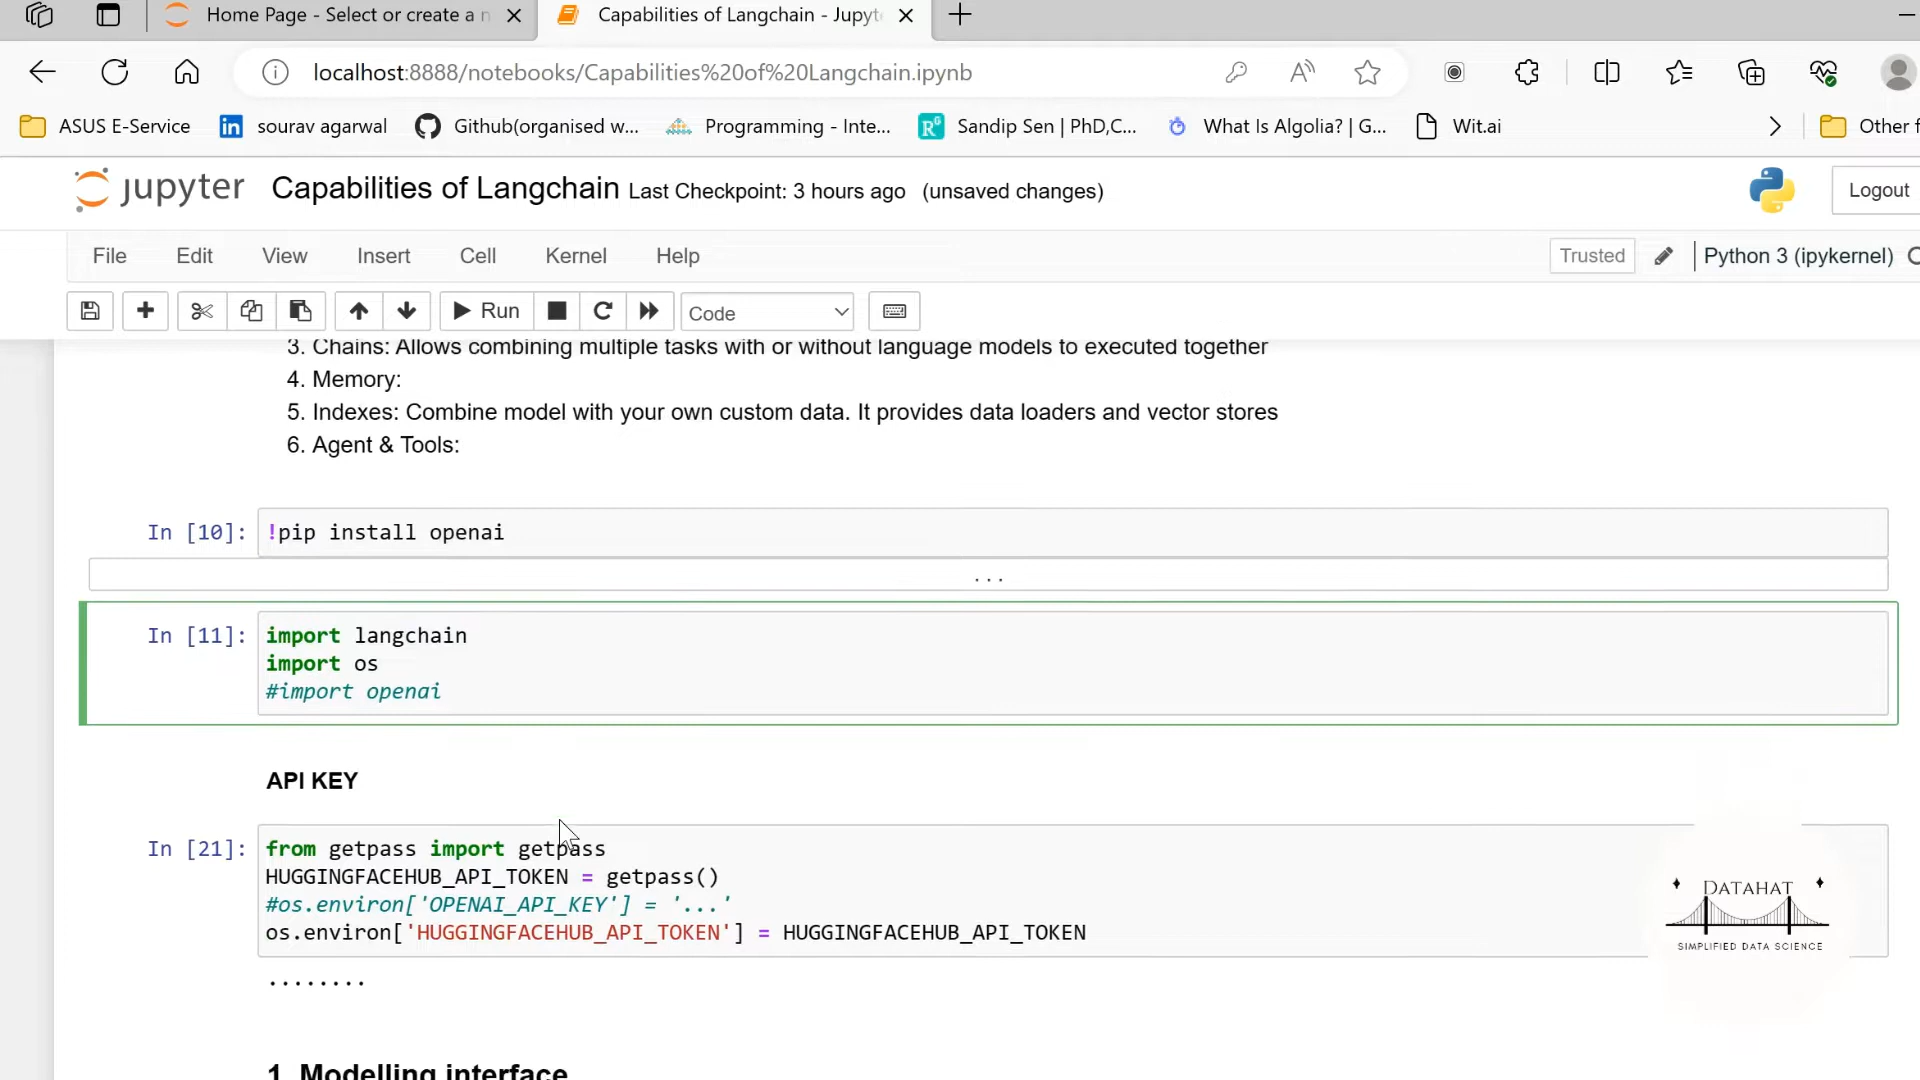 Home Page - Select or create a n
Capabilities of Langchain - Jupyt
localhost:8888/notebooks/Capabilities%20of%20Langchain.ipynb
ASUS E-Service
sourav agarwal
Github(organised w...
Programming - Inte...
Sandip Sen | PhD,C...
What Is Algolia? | G...
Wit.ai
Other f
jupyter Capabilities of Langchain Last Checkpoint: 3 hours ago (unsaved changes)
Logout
File Edit View Insert Cell Kernel Help
Trusted
Python 3 (ipykernel)
Run
Code
3. Chains: Allows combining multiple tasks with or without language models to executed together
4. Memory:
5. Indexes: Combine model with your own custom data. It provides data loaders and vector stores
6. Agent & Tools:
In [10]: !pip install openai
...
In [11]: import langchain
import os
#import openai
API KEY
In [21]: from getpass import getpass
HUGGINGFACEHUB_API_TOKEN = getpass()
#os.environ['OPENAI_API_KEY'] = '...'
os.environ['HUGGINGFACEHUB_API_TOKEN'] = HUGGINGFACEHUB_API_TOKEN
........
DATAHAT
SIMPLIFIED DATA SCIENCE
1. Modelling interface